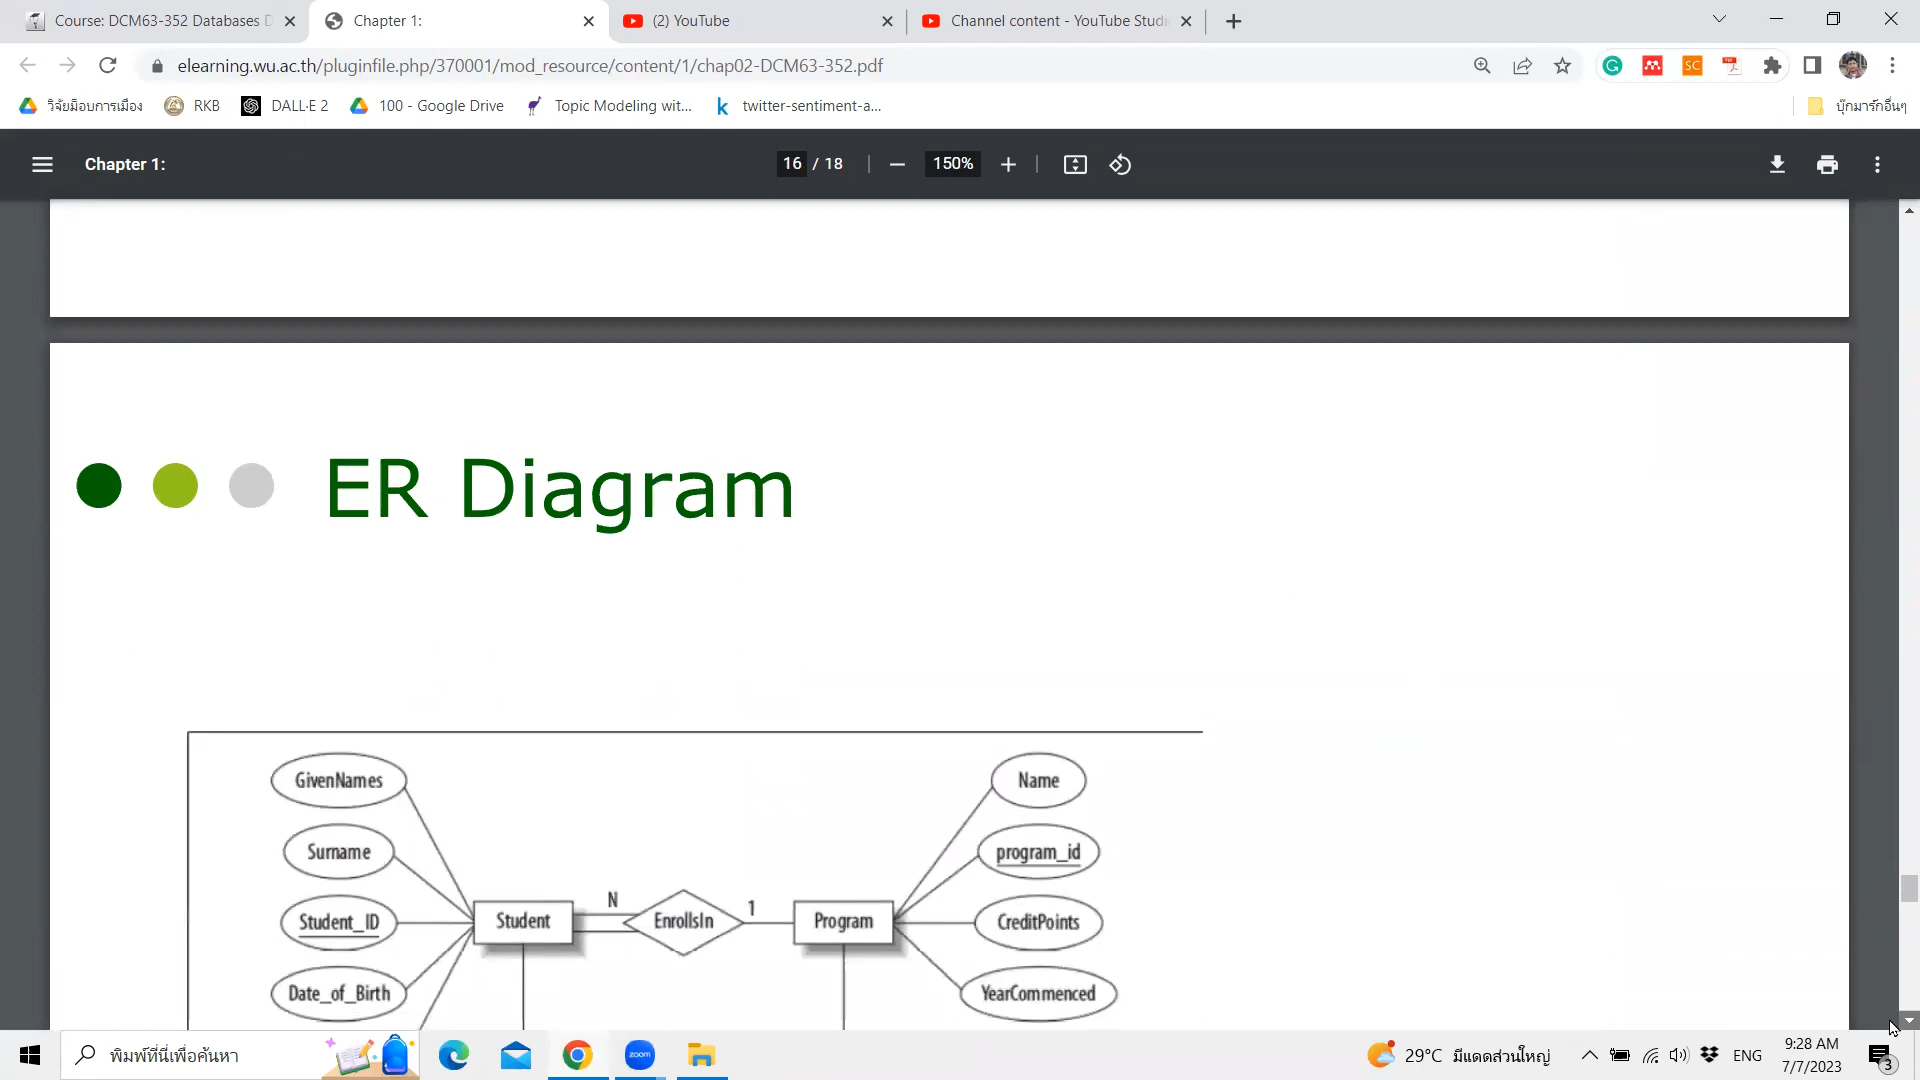 Course: DCM63-352 Databases D
Chapter 1:
(2) YouTube
Channel content - YouTube Studi
elearning.wu.ac.th/pluginfile.php/370001/mod_resource/content/1/chap02-DCM63-352.pdf
วิจัยม็อบการเมือง
RKB
DALL·E 2
100 - Google Drive
Topic Modeling wit...
twitter-sentiment-a...
บุ๊กมาร์กอื่นๆ
Chapter 1:
16 / 18
150%
ER Diagram
GivenNames
Name
Surname
program_id
Student_ID
Student
N
EnrollsIn
1
Program
CreditPoints
Date_of_Birth
YearCommenced
พิมพ์ที่นี่เพื่อค้นหา
zoom
29°C มีแดดส่วนใหญ่
ENG
9:28 AM
7/7/2023
3